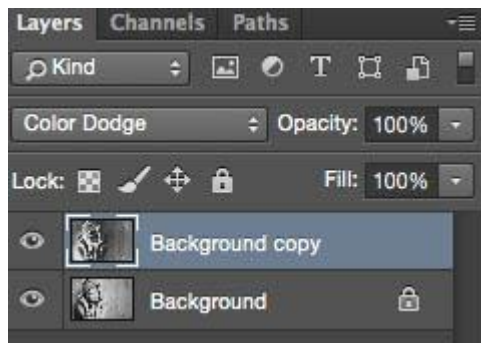 Layers Channels Paths
Kind
Color Dodge Opacity: 100%
Lock: Fill: 100%
Background copy
Background